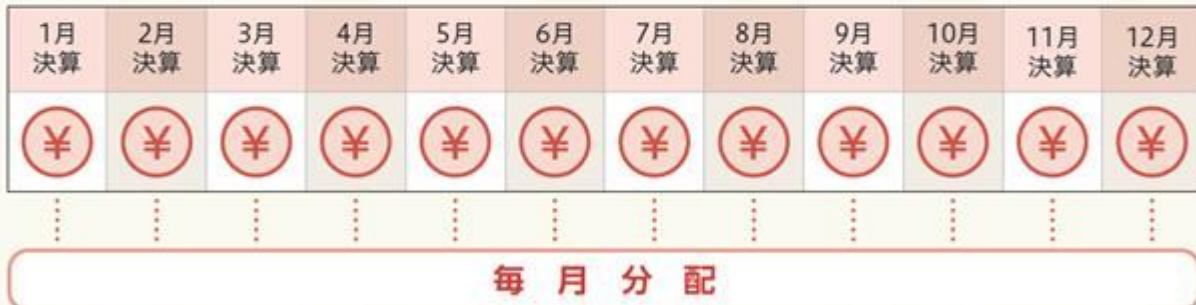 1月 2月 3月 4月 5月 6月 7月 8月 9月 10月 11月 12月
決算 決算 決算 決算 決算 決算 決算 決算 決算 決算 決算 決算
¥ ¥ ¥ ¥ ¥ ¥ ¥ ¥ ¥ ¥ ¥ ¥
毎月分配